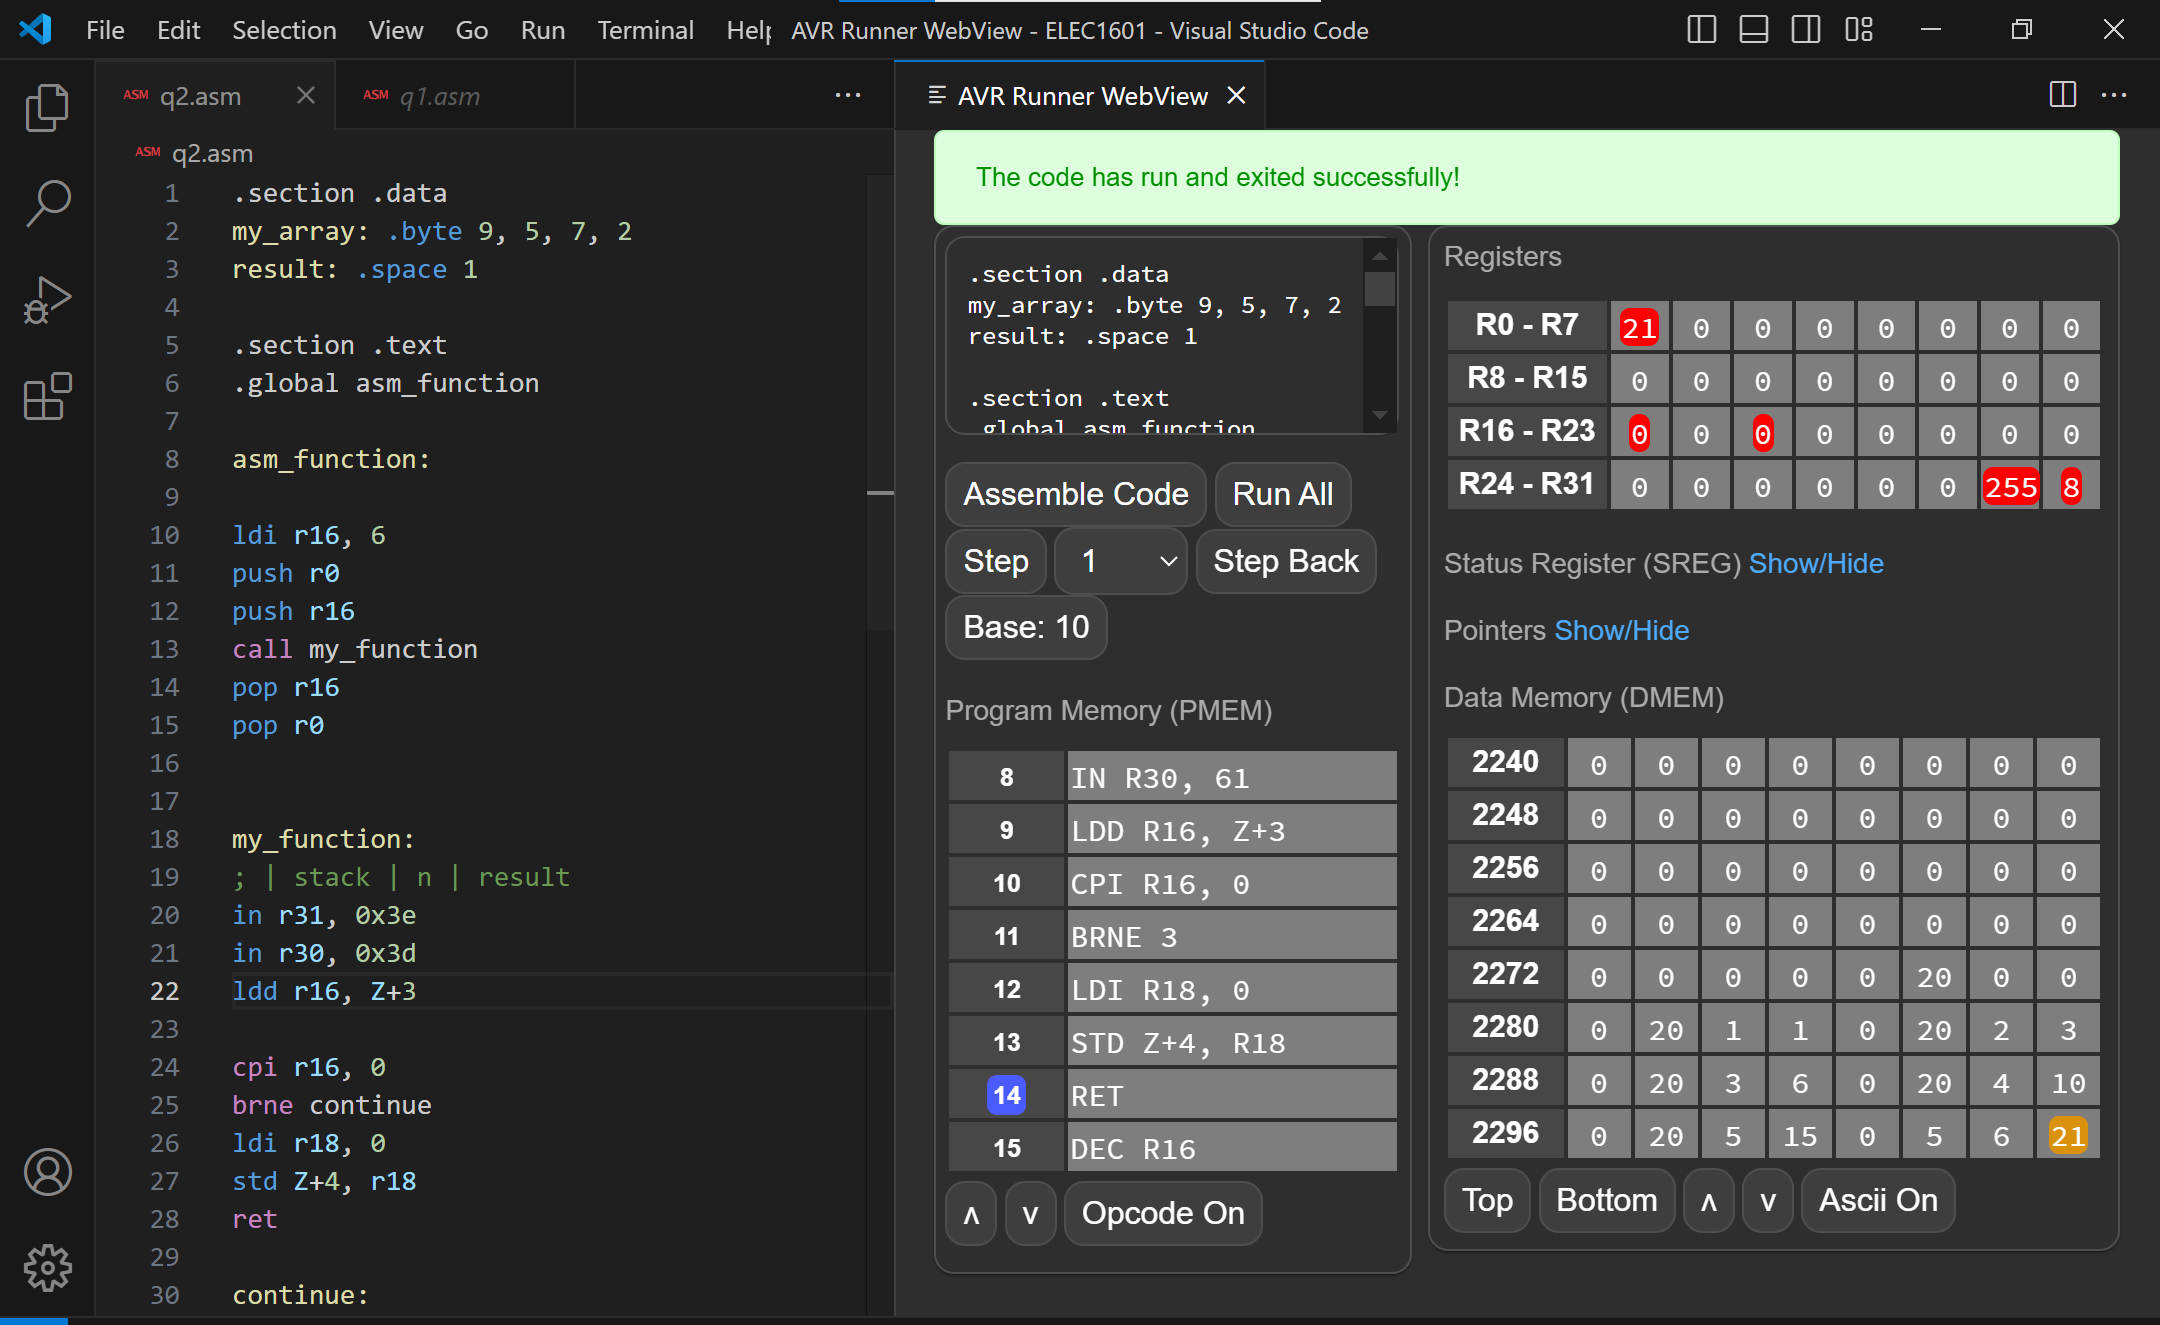 File Edit Selection View Go Run Terminal Help AVR Runner WebView - ELEC1601 - Visual Studio Code
ASM q2.asm ASM q1.asm ...
ASM q2.asm
1 .section .data
2 my_array: .byte 9, 5, 7, 2
3 result: .space 1
4
5 .section .text
6 .global asm_function
7
8 asm_function:
9
10 ldi r16, 6
11 push r0
12 push r16
13 call my_function
14 pop r16
15 pop r0
16
17
18 my_function:
19 ; | stack | n | result
20 in r31, 0x3e
21 in r30, 0x3d
22 ldd r16, Z+3
23
24 cpi r16, 0
25 brne continue
26 ldi r18, 0
27 std Z+4, r18
28 ret
29
30 continue:
AVR Runner WebView
The code has run and exited successfully!
.section .data
my_array: .byte 9, 5, 7, 2
result: .space 1
.section .text
.global asm_function
Assemble Code Run All
Step 1 Step Back
Base: 10
Program Memory (PMEM)
8 IN R30, 61
9 LDD R16, Z+3
10 CPI R16, 0
11 BRNE 3
12 LDI R18, 0
13 STD Z+4, R18
14 RET
15 DEC R16
Opcode On
Registers
R0 - R7 21 0 0 0 0 0 0 0
R8 - R15 0 0 0 0 0 0 0 0
R16 - R23 0 0 0 0 0 0 0 0
R24 - R31 0 0 0 0 0 0 255 8
Status Register (SREG) Show/Hide
Pointers Show/Hide
Data Memory (DMEM)
2240 0 0 0 0 0 0 0 0
2248 0 0 0 0 0 0 0 0
2256 0 0 0 0 0 0 0 0
2264 0 0 0 0 0 0 0 0
2272 0 0 0 0 0 20 0 0
2280 0 20 1 1 0 20 2 3
2288 0 20 3 6 0 20 4 10
2296 0 20 5 15 0 5 6 21
Top Bottom ʌ v Ascii On